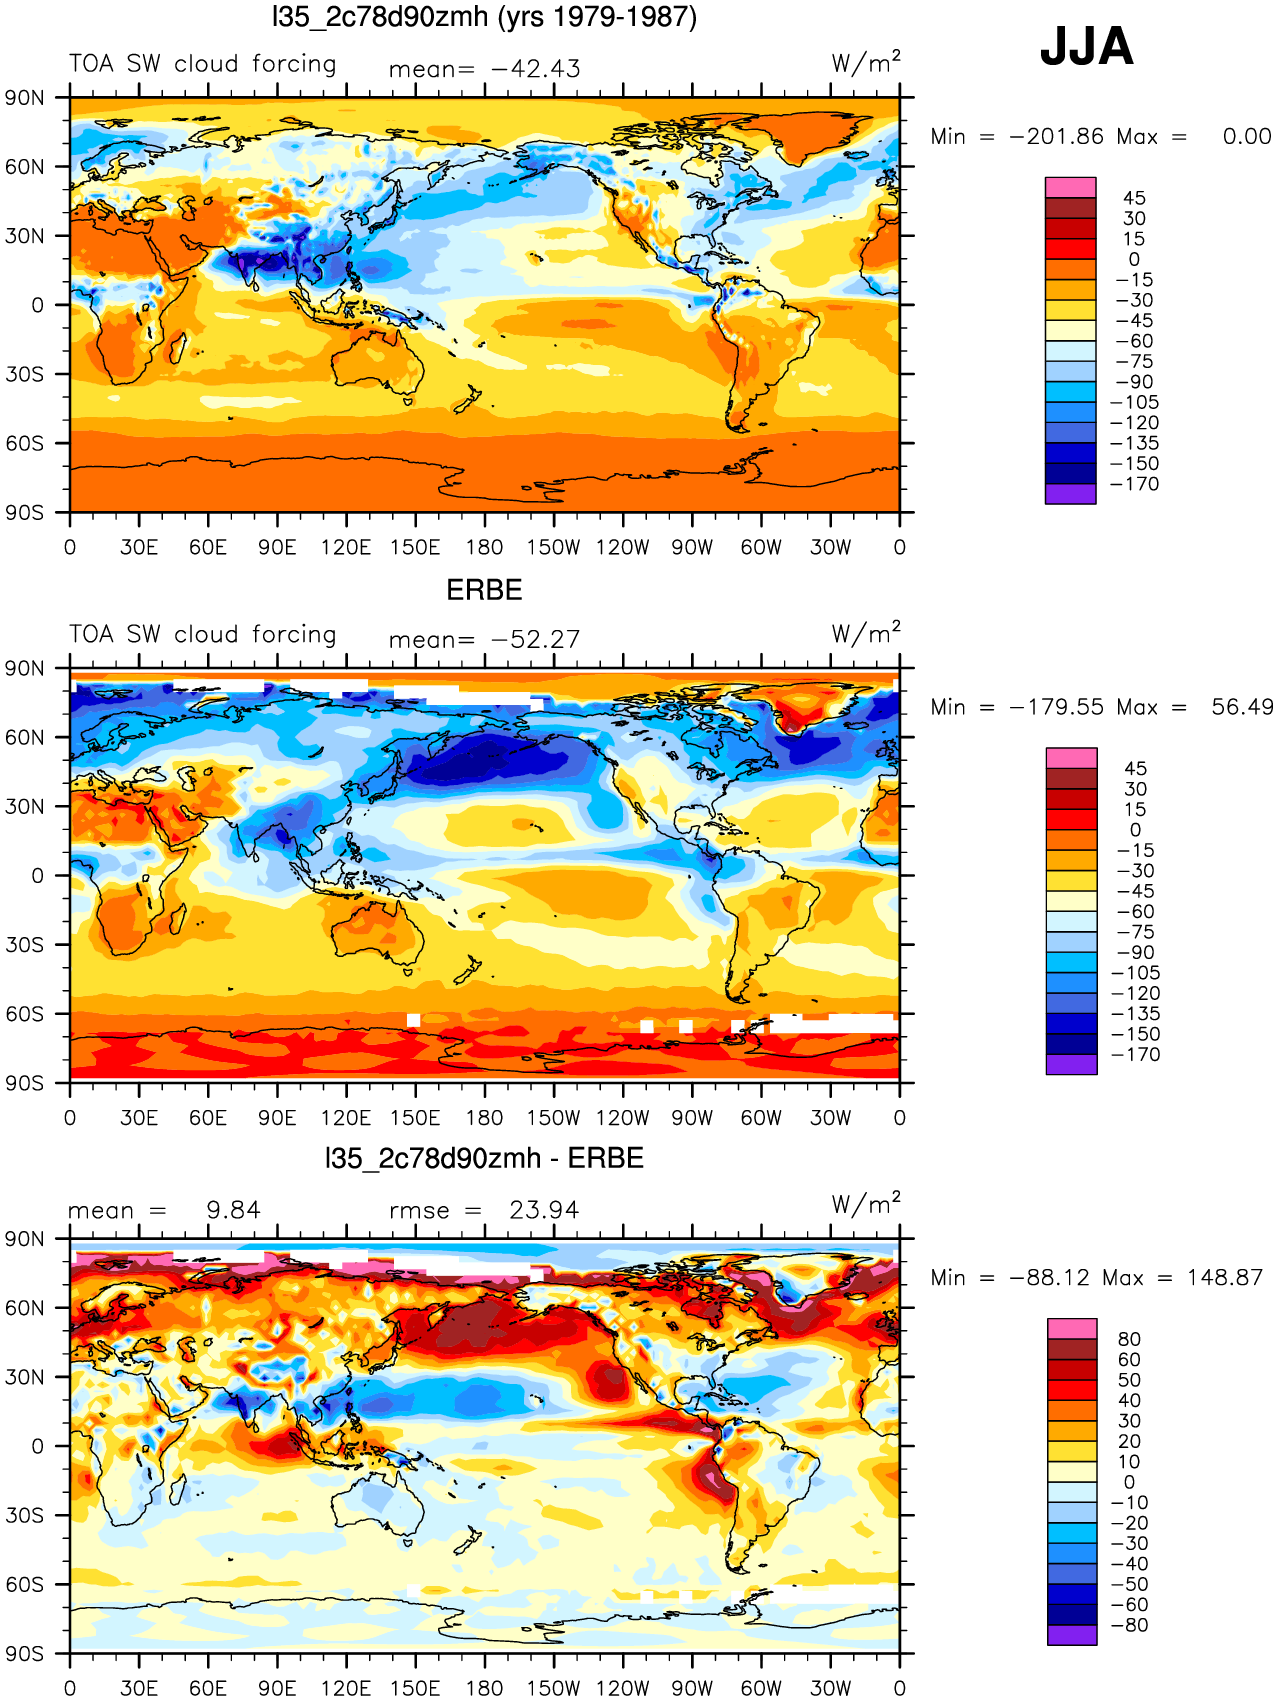 l35_2c78d90zmh (yrs 1979-1987)
JJA
TOA SW cloud forcing mean= −42.43 W/m²
Min = −201.86 Max = 0.00
90N
60N
30N
0
30S
60S
90S
0 30E 60E 90E 120E 150E 180 150W 120W 90W 60W 30W 0
45
30
15
0
−15
−30
−45
−60
−75
−90
−105
−120
−135
−150
−170
ERBE
TOA SW cloud forcing mean= −52.27 W/m²
Min = −179.55 Max = 56.49
90N
60N
30N
0
30S
60S
90S
0 30E 60E 90E 120E 150E 180 150W 120W 90W 60W 30W 0
45
30
15
0
−15
−30
−45
−60
−75
−90
−105
−120
−135
−150
−170
l35_2c78d90zmh - ERBE
mean = 9.84 rmse = 23.94 W/m²
Min = −88.12 Max = 148.87
90N
60N
30N
0
30S
60S
90S
0 30E 60E 90E 120E 150E 180 150W 120W 90W 60W 30W 0
80
60
50
40
30
20
10
0
−10
−20
−30
−40
−50
−60
−80